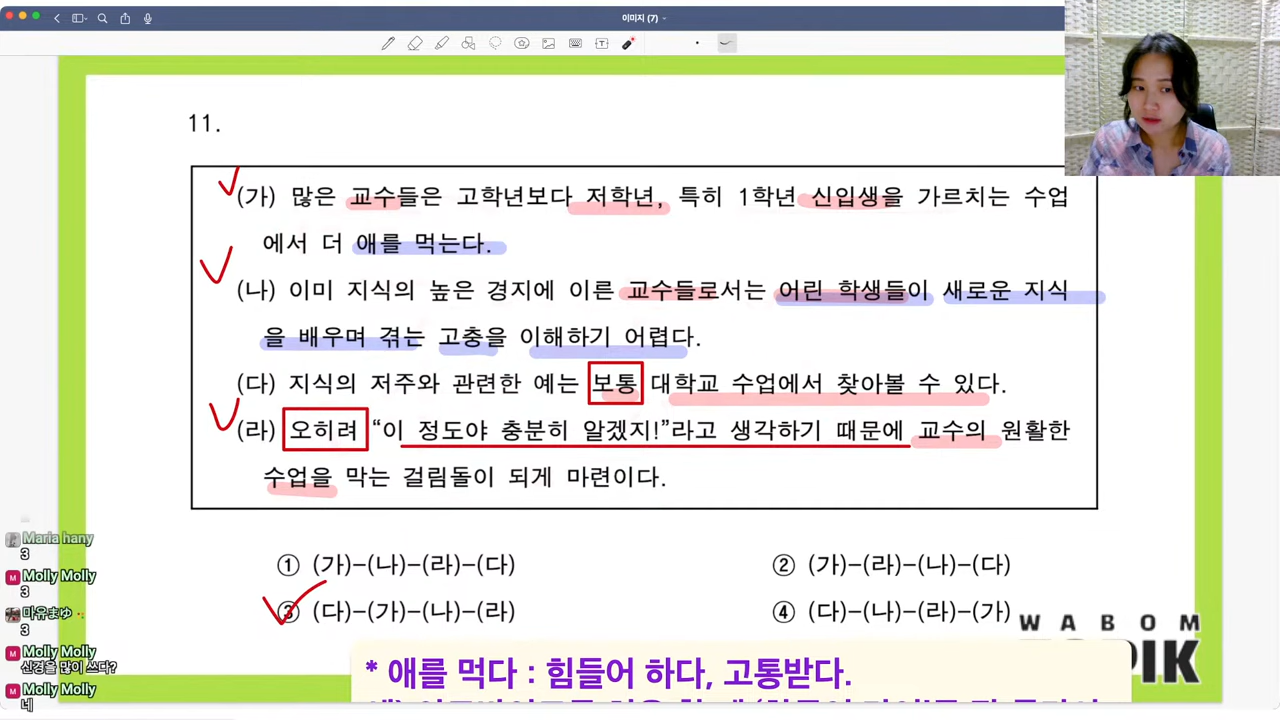 이미지 (7)
11.
(가) 많은 교수들은 고학년보다 저학년, 특히 1학년 신입생을 가르치는 수업
에서 더 애를 먹는다.
(나) 이미 지식의 높은 경지에 이른 교수들로서는 어린 학생들이 새로운 지식
을 배우며 겪는 고충을 이해하기 어렵다.
(다) 지식의 저주와 관련한 예는 보통 대학교 수업에서 찾아볼 수 있다.
(라) 오히려 “이 정도야 충분히 알겠지!”라고 생각하기 때문에 교수의 원활한
수업을 막는 걸림돌이 되게 마련이다.
① (가)-(나)-(라)-(다)
② (가)-(라)-(나)-(다)
③ (다)-(가)-(나)-(라)
④ (다)-(나)-(라)-(가)
WABOM
PIK
* 애를 먹다 : 힘들어 하다, 고통받다.
Maria hany
3
Molly Molly
3
마유まゆ
3
Molly Molly
신경을 많이 쓰다?
Molly Molly
네